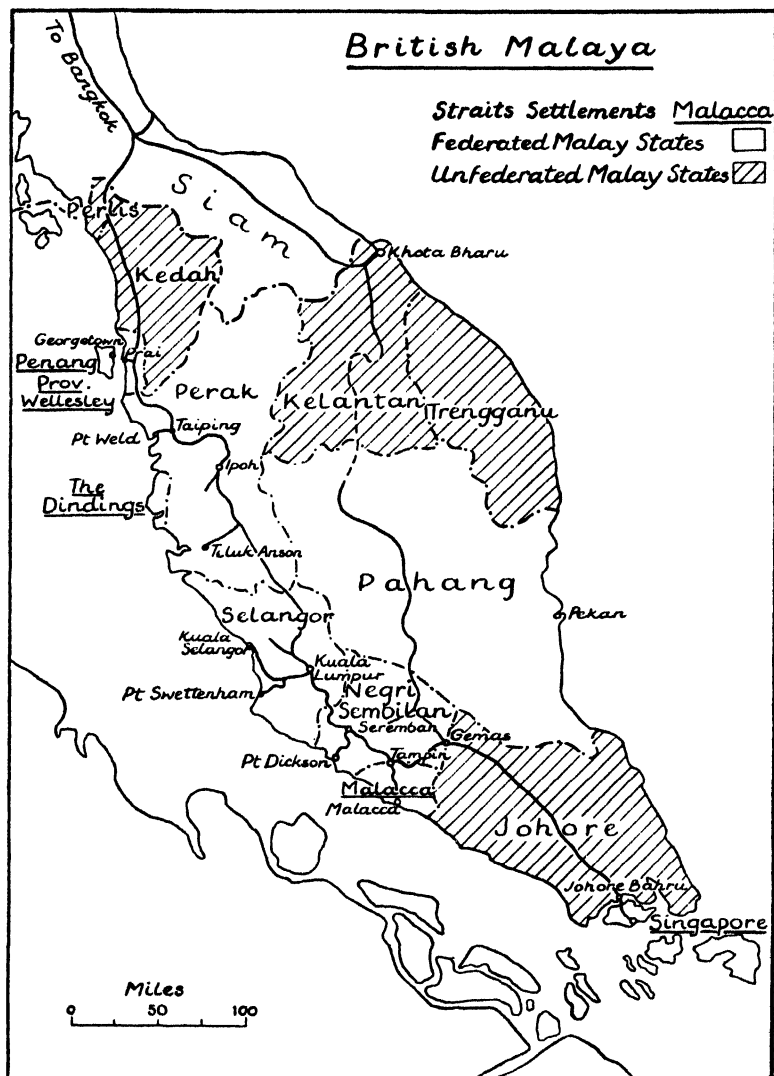 British Malaya
To Bangkok
Straits Settlements Malacca
Federated Malay States
Unfederated Malay States
Siam
Perlis
Khota Bharu
Kedah
Georgetown
Prai
Penang
Prov.
Wellesley
Perak
Kelantan
Trengganu
Taiping
Pt Weld
Ipoh
The
Dindings
Tiluk Anson
Pahang
Selangor
Pekan
Kuala
Selangor
Kuala
Lumpur
Pt Swettenham
Negri
Sembilan
Seremban
Gemas
Pt Dickson
Tampin
Malacca
Malacca
Johore
Johore Bahru
Singapore
Miles
0 50 100